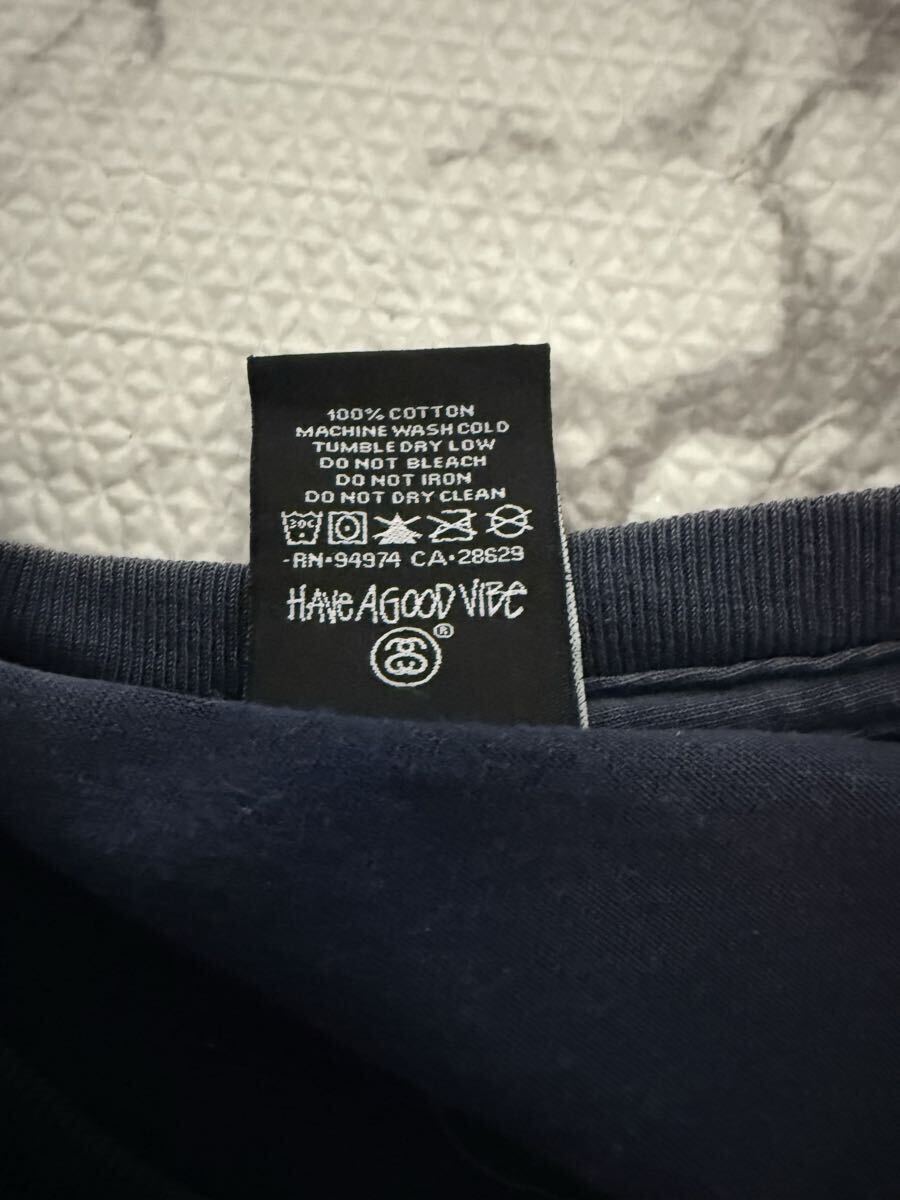 100% COTTON
MACHINE WASH COLD
TUMBLE DRY LOW
DO NOT BLEACH
DO NOT IRON
DO NOT DRY CLEAN
30C
-RN•94974 CA•28629
HAVE A GOOD VIBE
®